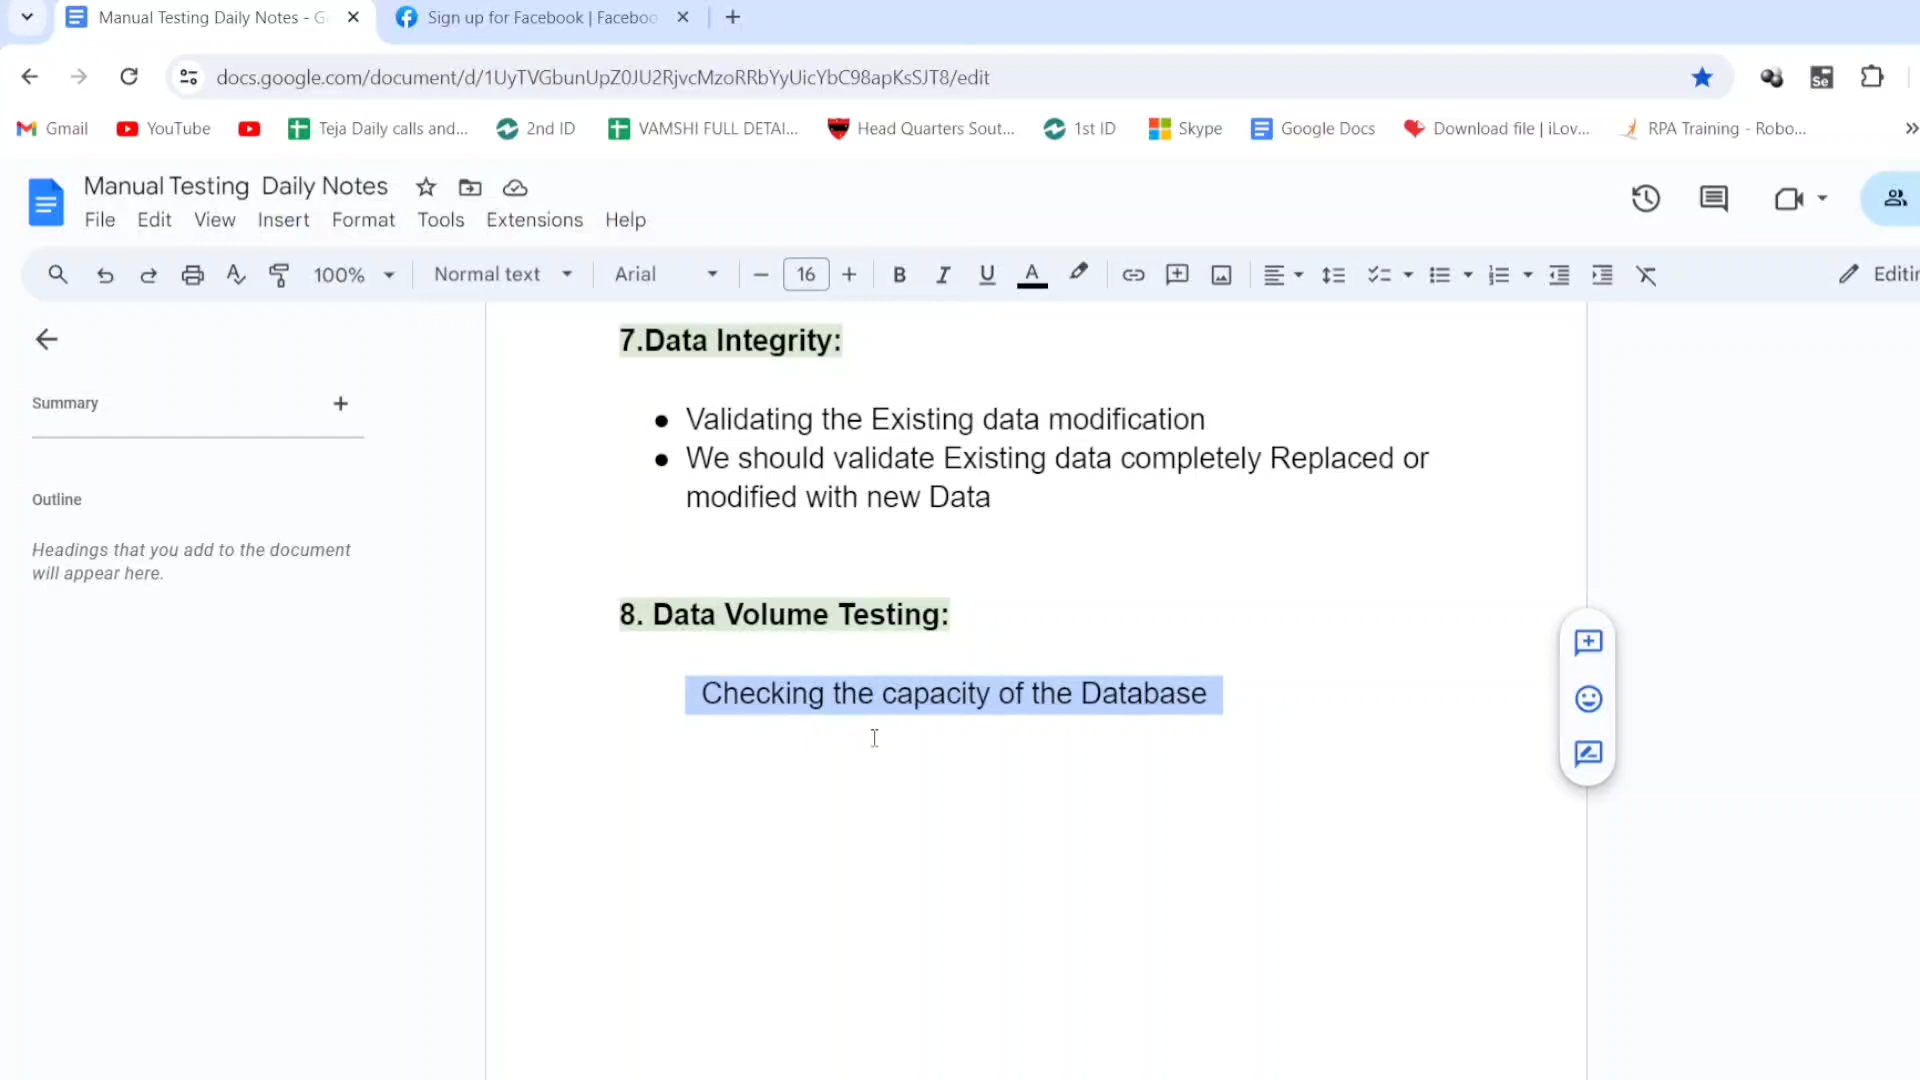 Manual Testing Daily Notes - G
Sign up for Facebook | Faceboo
docs.google.com/document/d/1UyTVGbunUpZ0JU2RjvcMzoRRbYyUicYbC98apKsSJT8/edit
Se
Gmail
YouTube
Teja Daily calls and...
2nd ID
VAMSHI FULL DETAI...
Head Quarters Sout...
1st ID
Skype
Google Docs
Download file | iLov...
RPA Training - Robo...
Manual Testing Daily Notes
File Edit View Insert Format Tools Extensions Help
100% Normal text Arial 16 B I U A Editin
Summary
Outline
Headings that you add to the document
will appear here.
7.Data Integrity:
● Validating the Existing data modification
● We should validate Existing data completely Replaced or
modified with new Data
8. Data Volume Testing:
Checking the capacity of the Database